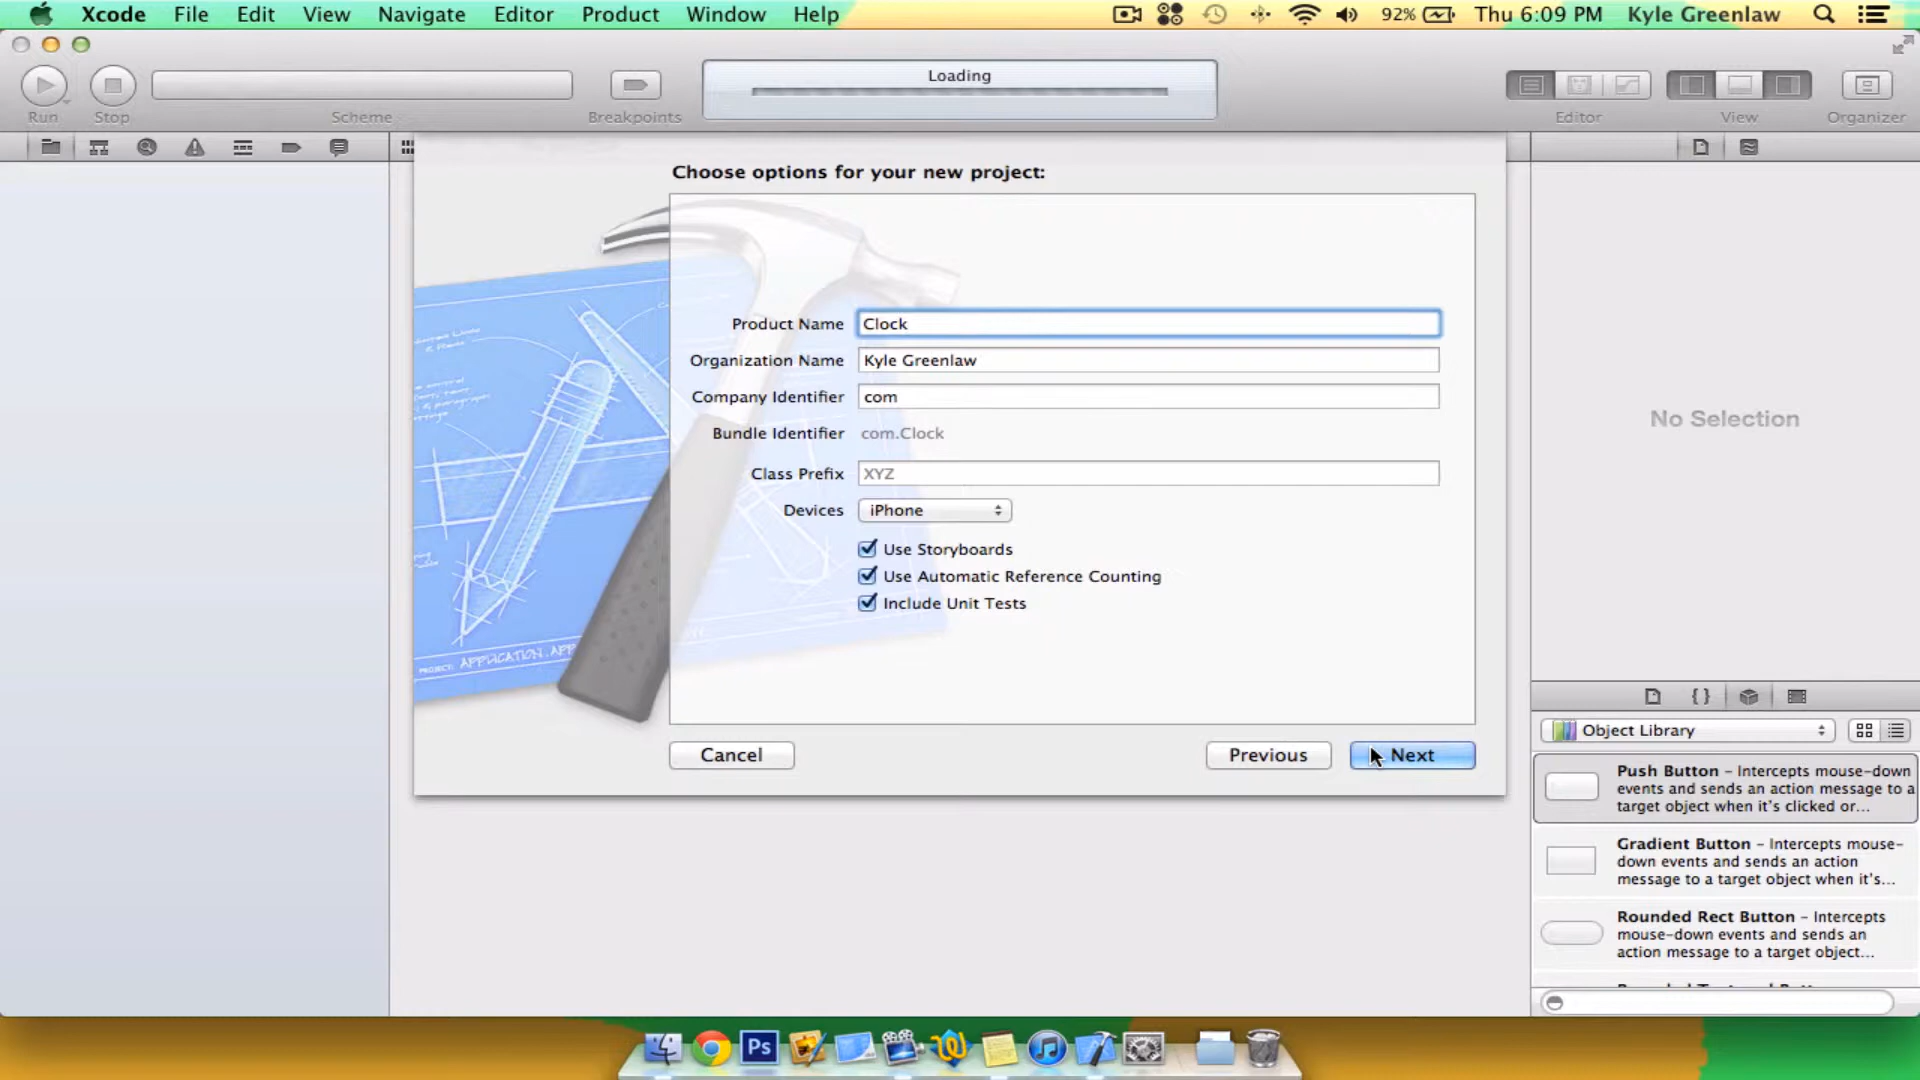 Xcode File Edit View Navigate Editor Product Window Help 92% Thu 6:09 PM Kyle Greenlaw
Loading
Run Stop Scheme Breakpoints Editor View Organizer
Choose options for your new project:
Product Name Clock
Organization Name Kyle Greenlaw
Company Identifier com
Bundle Identifier com.Clock
Class Prefix XYZ
Devices iPhone
Use Storyboards
Use Automatic Reference Counting
Include Unit Tests
PROJECT: APPLICATION.APP
Cancel Previous Next
No Selection
{ }
Object Library
Push Button - Intercepts mouse-down
events and sends an action message to a
target object when it's clicked or...
Gradient Button - Intercepts mouse-
down events and sends an action
message to a target object when it's...
Rounded Rect Button - Intercepts
mouse-down events and sends an
action message to a target object...
Ps